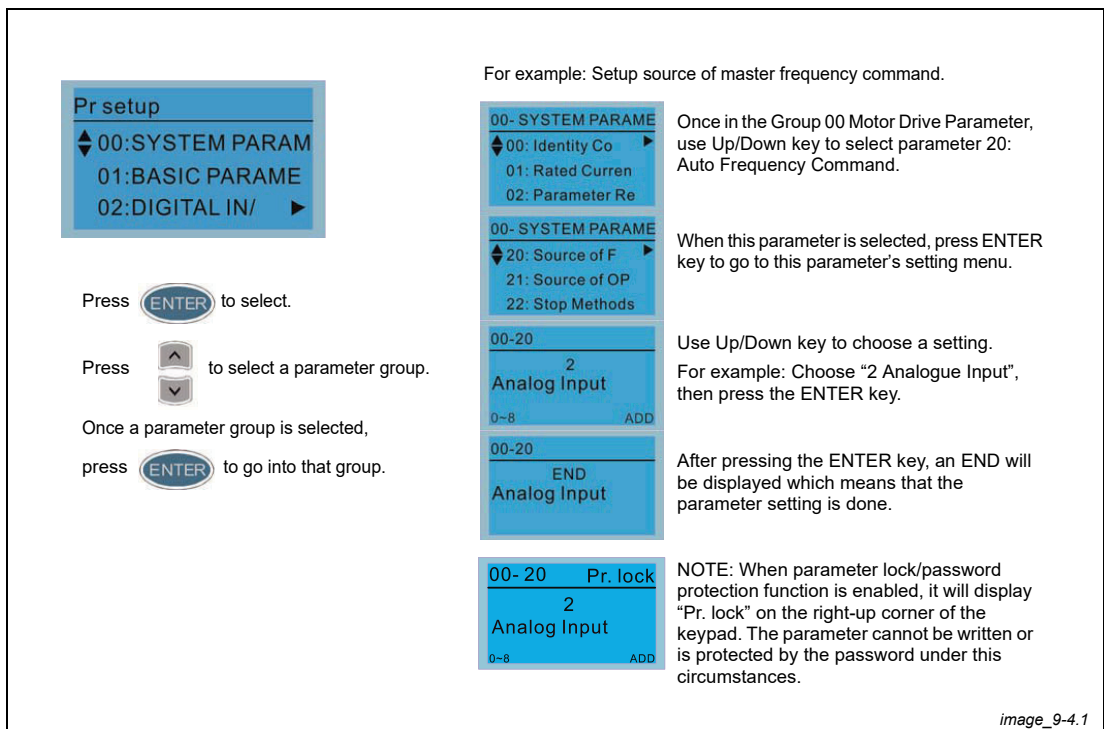 Pr setup
00:SYSTEM PARAM
01:BASIC PARAME
02:DIGITAL IN/
Press ENTER to select.
Press to select a parameter group.
Once a parameter group is selected,
press ENTER to go into that group.
For example: Setup source of master frequency command.
00- SYSTEM PARAME
00: Identity Co
01: Rated Curren
02: Parameter Re
Once in the Group 00 Motor Drive Parameter,
use Up/Down key to select parameter 20:
Auto Frequency Command.
00- SYSTEM PARAME
20: Source of F
21: Source of OP
22: Stop Methods
When this parameter is selected, press ENTER
key to go to this parameter’s setting menu.
00-20
2
Analog Input
0~8 ADD
Use Up/Down key to choose a setting.
For example: Choose “2 Analogue Input”,
then press the ENTER key.
00-20
END
Analog Input
After pressing the ENTER key, an END will
be displayed which means that the
parameter setting is done.
00- 20 Pr. lock
2
Analog Input
0~8 ADD
NOTE: When parameter lock/password
protection function is enabled, it will display
“Pr. lock” on the right-up corner of the
keypad. The parameter cannot be written or
is protected by the password under this
circumstances.
image_9-4.1